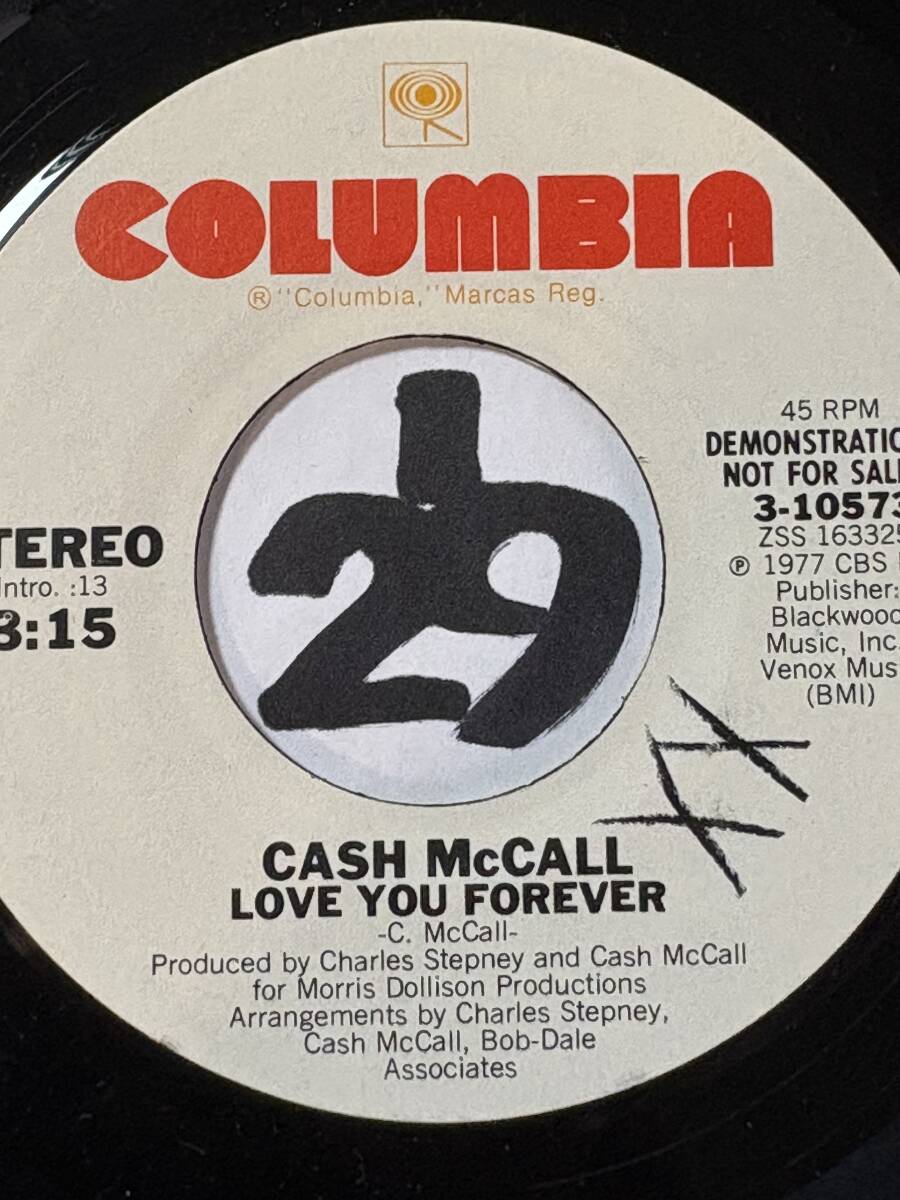 COLUMBIA
® "Columbia," Marcas Reg.
29
45 RPM
DEMONSTRATIO
NOT FOR SAL
3-10573
ZSS 163325
Ⓟ 1977 CBS
Publisher:
Blackwood
Music, Inc.
Venox Mus
(BMI)
TEREO
Intro. :13
3:15
CASH McCALL
LOVE YOU FOREVER
-C. McCall-
Produced by Charles Stepney and Cash McCall
for Morris Dollison Productions
Arrangements by Charles Stepney,
Cash McCall, Bob-Dale
Associates